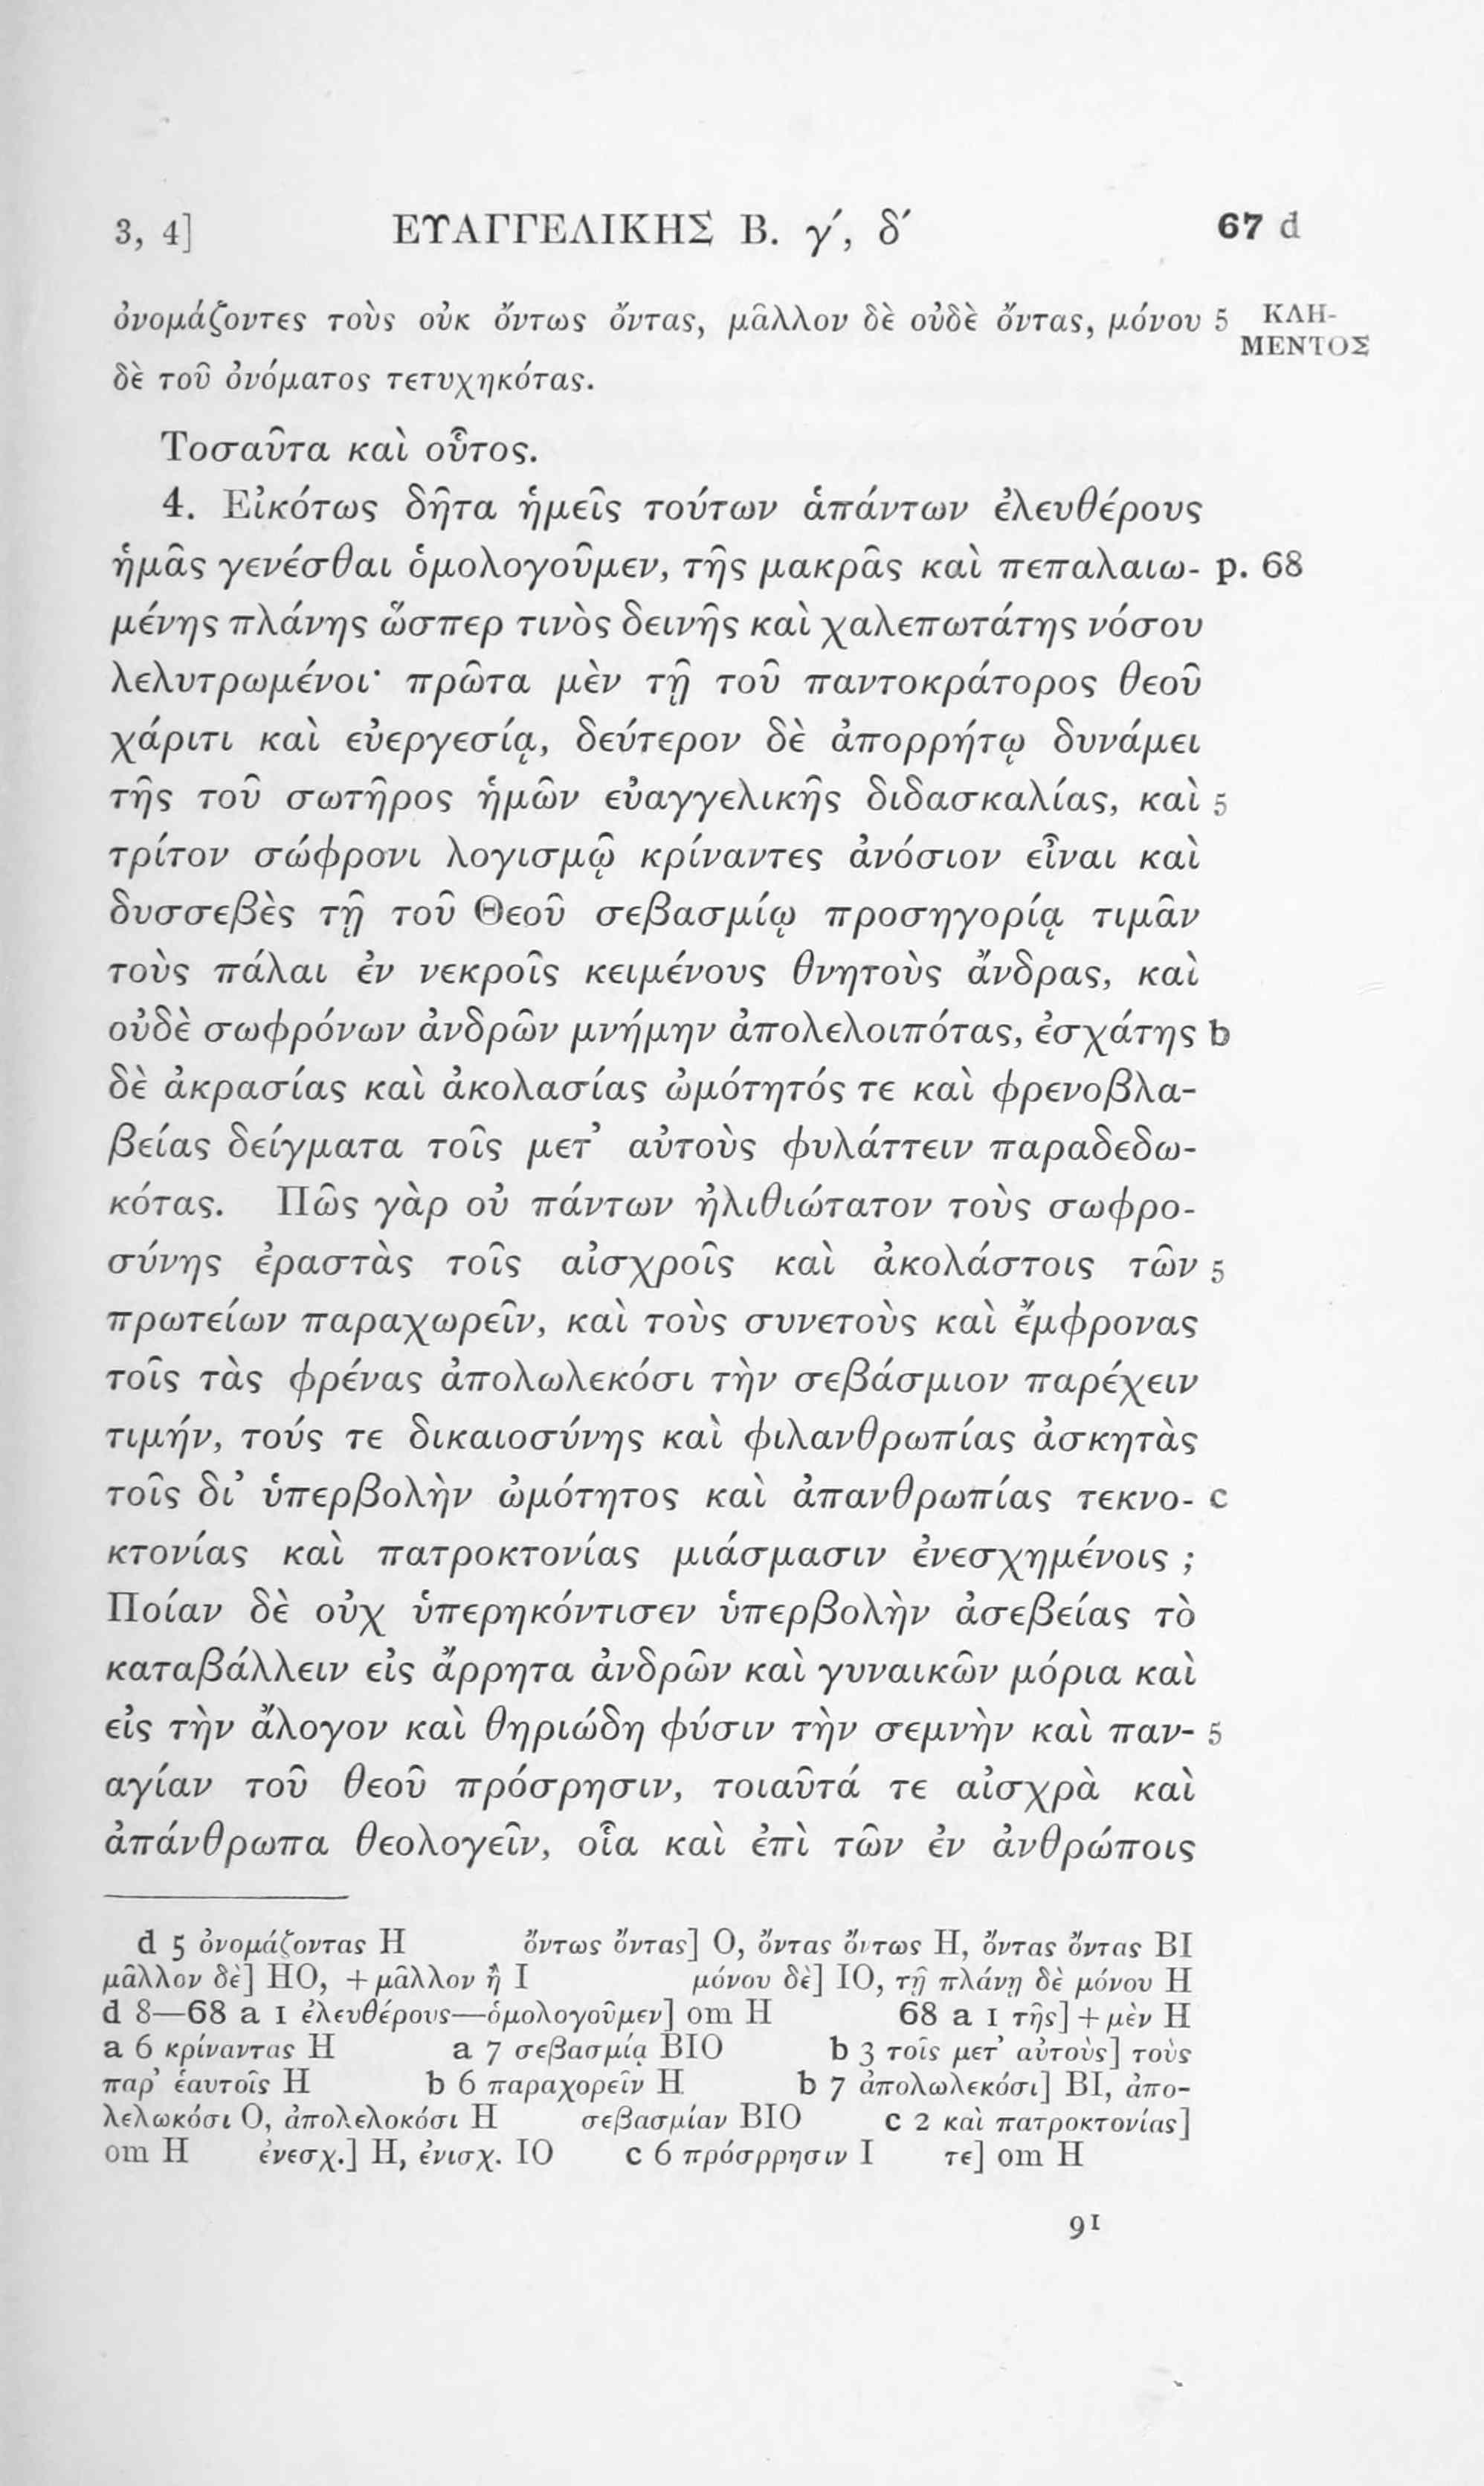 3, 4] ΕΥΑΓΓΕΛΙΚΗΣ Β. γ´, δ´ 67 d
ὀνομάζοντες τοὺς οὐκ ὄντως ὄντας, μᾶλλον δὲ οὐδὲ ὄντας, μόνου 5 ΚΛΗ-
ΜΕΝΤΟΣ
δὲ τοῦ ὀνόματος τετυχηκότας.
Τοσαῦτα καὶ οὗτος.
4. Εἰκότως δῆτα ἡμεῖς τούτων ἁπάντων ἐλευθέρους
ἡμᾶς γενέσθαι ὁμολογοῦμεν, τῆς μακρᾶς καὶ πεπαλαιω- p. 68
μένης πλάνης ὥσπερ τινὸς δεινῆς καὶ χαλεπωτάτης νόσου
λελυτρωμένοι· πρῶτα μὲν τῇ τοῦ παντοκράτορος θεοῦ
χάριτι καὶ εὐεργεσίᾳ, δεύτερον δὲ ἀπορρήτῳ δυνάμει
τῆς τοῦ σωτῆρος ἡμῶν εὐαγγελικῆς διδασκαλίας, καὶ 5
τρίτον σώφρονι λογισμῷ κρίναντες ἀνόσιον εἶναι καὶ
δυσσεβὲς τῇ τοῦ Θεοῦ σεβασμίῳ προσηγορίᾳ τιμᾶν
τοὺς πάλαι ἐν νεκροῖς κειμένους θνητοὺς ἄνδρας, καὶ
οὐδὲ σωφρόνων ἀνδρῶν μνήμην ἀπολελοιπότας, ἐσχάτης b
δὲ ἀκρασίας καὶ ἀκολασίας ὠμότητός τε καὶ φρενοβλα-
βείας δείγματα τοῖς μετ’ αὐτοὺς φυλάττειν παραδεδω-
κότας. Πῶς γὰρ οὐ πάντων ἠλιθιώτατον τοὺς σωφρο-
σύνης ἐραστὰς τοῖς αἰσχροῖς καὶ ἀκολάστοις τῶν 5
πρωτείων παραχωρεῖν, καὶ τοὺς συνετοὺς καὶ ἔμφρονας
τοῖς τὰς φρένας ἀπολωλεκόσι τὴν σεβάσμιον παρέχειν
τιμήν, τούς τε δικαιοσύνης καὶ φιλανθρωπίας ἀσκητὰς
τοῖς δι’ ὑπερβολὴν ὠμότητος καὶ ἀπανθρωπίας τεκνο- c
κτονίας καὶ πατροκτονίας μιάσμασιν ἐνεσχημένοις ;
Ποίαν δὲ οὐχ ὑπερηκόντισεν ὑπερβολὴν ἀσεβείας τὸ
καταβάλλειν εἰς ἄρρητα ἀνδρῶν καὶ γυναικῶν μόρια καὶ
εἰς τὴν ἄλογον καὶ θηριώδη φύσιν τὴν σεμνὴν καὶ παν- 5
αγίαν τοῦ θεοῦ πρόσρησιν, τοιαῦτά τε αἰσχρὰ καὶ
ἀπάνθρωπα θεολογεῖν, οἷα καὶ ἐπὶ τῶν ἐν ἀνθρώποις
d 5 ὀνομάζοντας H ὄντως ὄντας] O, ὄντας ὄντως H, ὄντας ὄντας BI
μᾶλλον δὲ] HO, + μᾶλλον ἢ I μόνου δὲ] IO, τῇ πλάνῃ δὲ μόνου H
d 8—68 a 1 ἐλευθέρους—ὁμολογοῦμεν] om H 68 a 1 τῆς] + μὲν H
a 6 κρίναντας H a 7 σεβασμίᾳ BIO b 3 τοῖς μετ’ αὐτοὺς] τοὺς
παρ’ ἑαυτοῖς H b 6 παραχορεῖν H b 7 ἀπολωλεκόσι] BI, ἀπο-
λελωκόσι O, ἀπολελοκόσι H σεβασμίαν BIO c 2 καὶ πατροκτονίας]
om H ἐνεσχ.] H, ἐνισχ. IO c 6 πρόσρρησιν I τε] om H
91